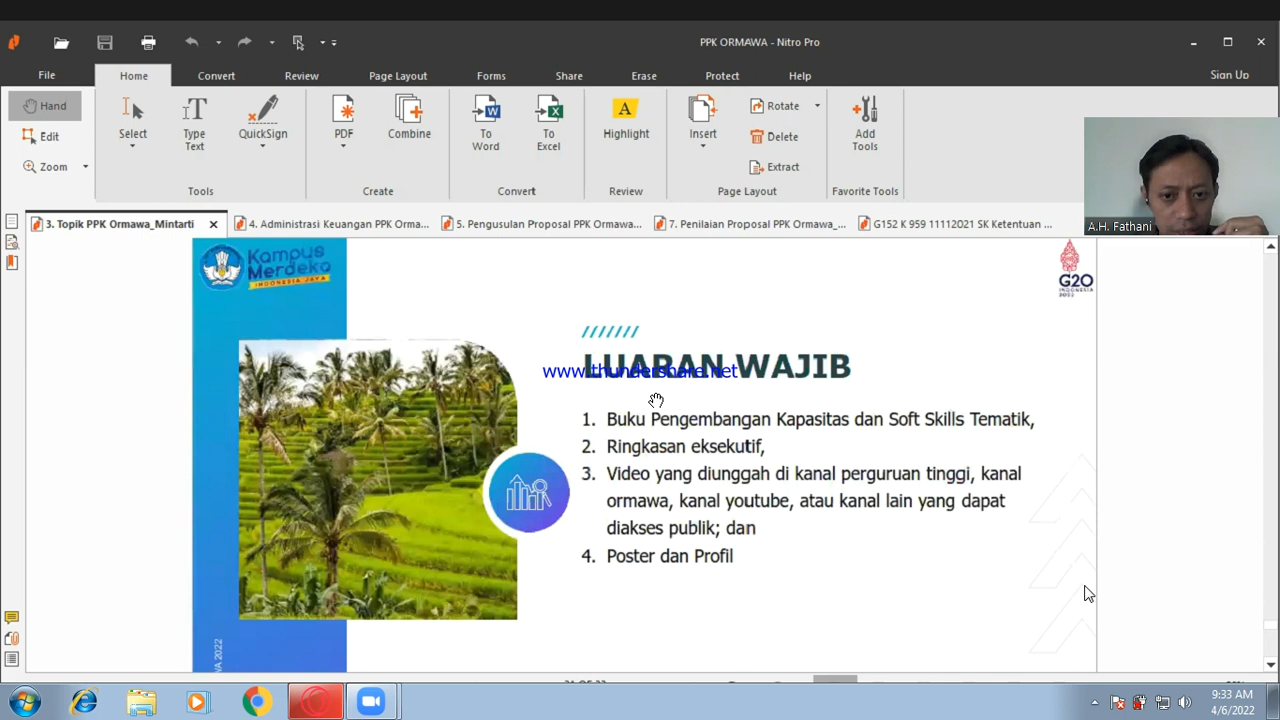 PPK ORMAWA - Nitro Pro
File
Home
Convert
Review
Page Layout
Forms
Share
Erase
Protect
Help
Sign Up
Hand
Edit
Zoom
Select
Type
Text
QuickSign
Tools
PDF
Combine
Create
To
Word
To
Excel
Convert
Highlight
Review
Insert
Rotate
Delete
Extract
Page Layout
Add
Tools
Favorite Tools
A.H. Fathani
3. Topik PPK Ormawa_Mintarti
4. Administrasi Keuangan PPK Orma...
5. Pengusulan Proposal PPK Ormawa...
7. Penilaian Proposal PPK Ormawa_...
G152 K 959 11112021 SK Ketentuan ...
Kampus
Merdeka
INDONESIA JAYA
G20
INDONESIA
2022
LUARAN WAJIB
www.thundershare.net
1. Buku Pengembangan Kapasitas dan Soft Skills Tematik,
2. Ringkasan eksekutif,
3. Video yang diunggah di kanal perguruan tinggi, kanal
ormawa, kanal youtube, atau kanal lain yang dapat
diakses publik; dan
4. Poster dan Profil
WA 2022
9:33 AM
4/6/2022